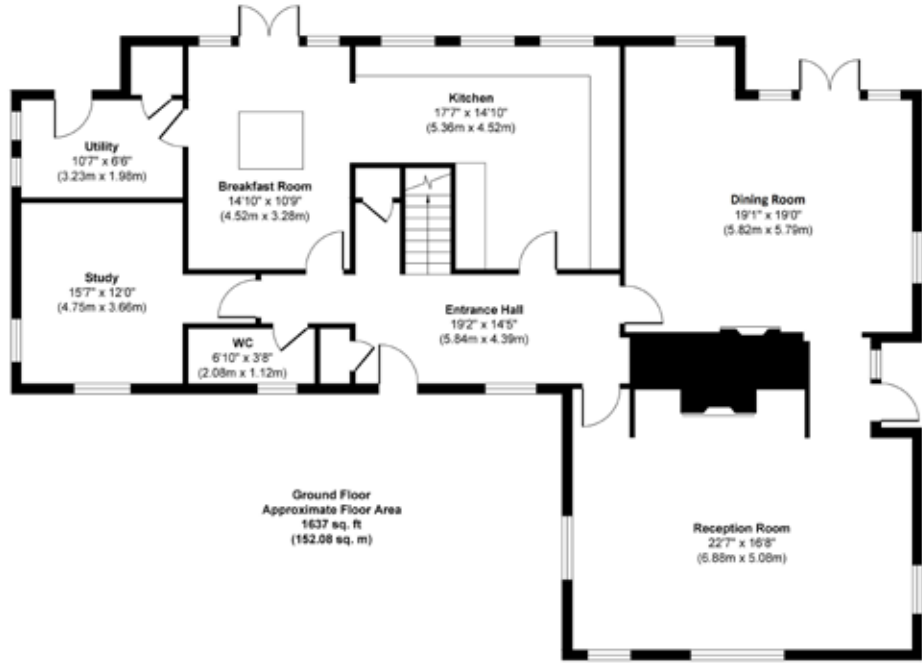 Kitchen
17'7" x 14'10"
(5.36m x 4.52m)
Utility
10'7" x 6'6"
(3.23m x 1.98m)
Breakfast Room
14'10" x 10'9"
(4.52m x 3.28m)
Dining Room
19'1" x 19'0"
(5.82m x 5.79m)
Study
15'7" x 12'0"
(4.75m x 3.66m)
Entrance Hall
19'2" x 14'5"
(5.84m x 4.39m)
WC
6'10" x 3'8"
(2.08m x 1.12m)
Ground Floor
Approximate Floor Area
1637 sq. ft
(152.08 sq. m)
Reception Room
22'7" x 16'8"
(6.88m x 5.08m)